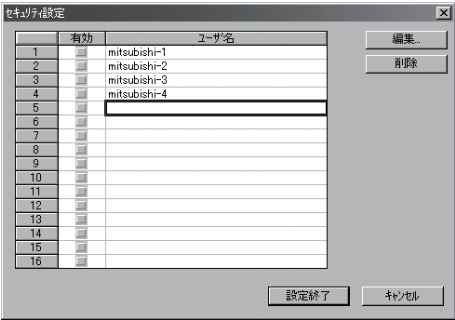 セキュリティ設定
有効 ユーザ名
1 mitsubishi-1
2 mitsubishi-2
3 mitsubishi-3
4 mitsubishi-4
5
6
7
8
9
10
11
12
13
14
15
16
編集...
削除
設定終了 キャンセル